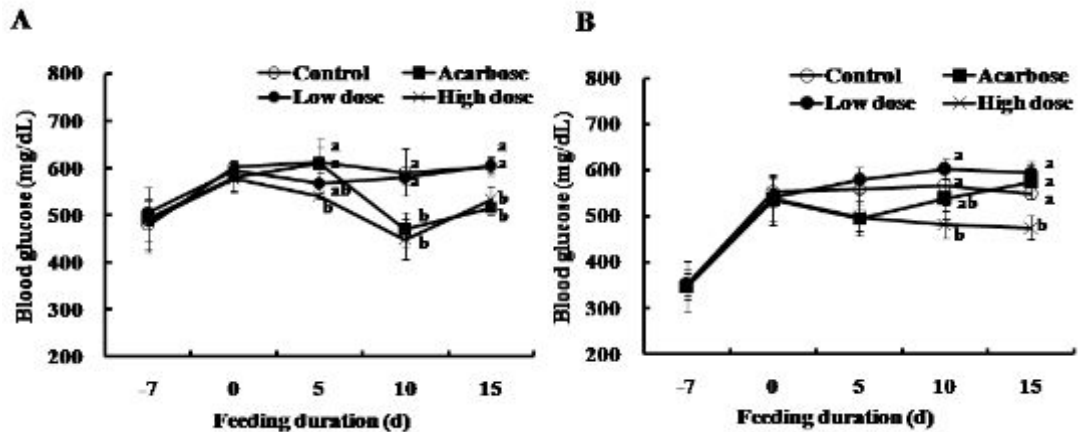 A
Control Acarbose
Low dose High dose
Blood glucose (mg/dL)
800
700
600
500
400
300
200
a
a
ab
b
a
a
b
b
a
a
b
b
-7 0 5 10 15
Feeding duration (d)
B
Control Acarbose
Low dose High dose
Blood glucose (mg/dL)
800
700
600
500
400
300
200
a
a
ab
b
a
a
a
b
-7 0 5 10 15
Feeding duration (d)